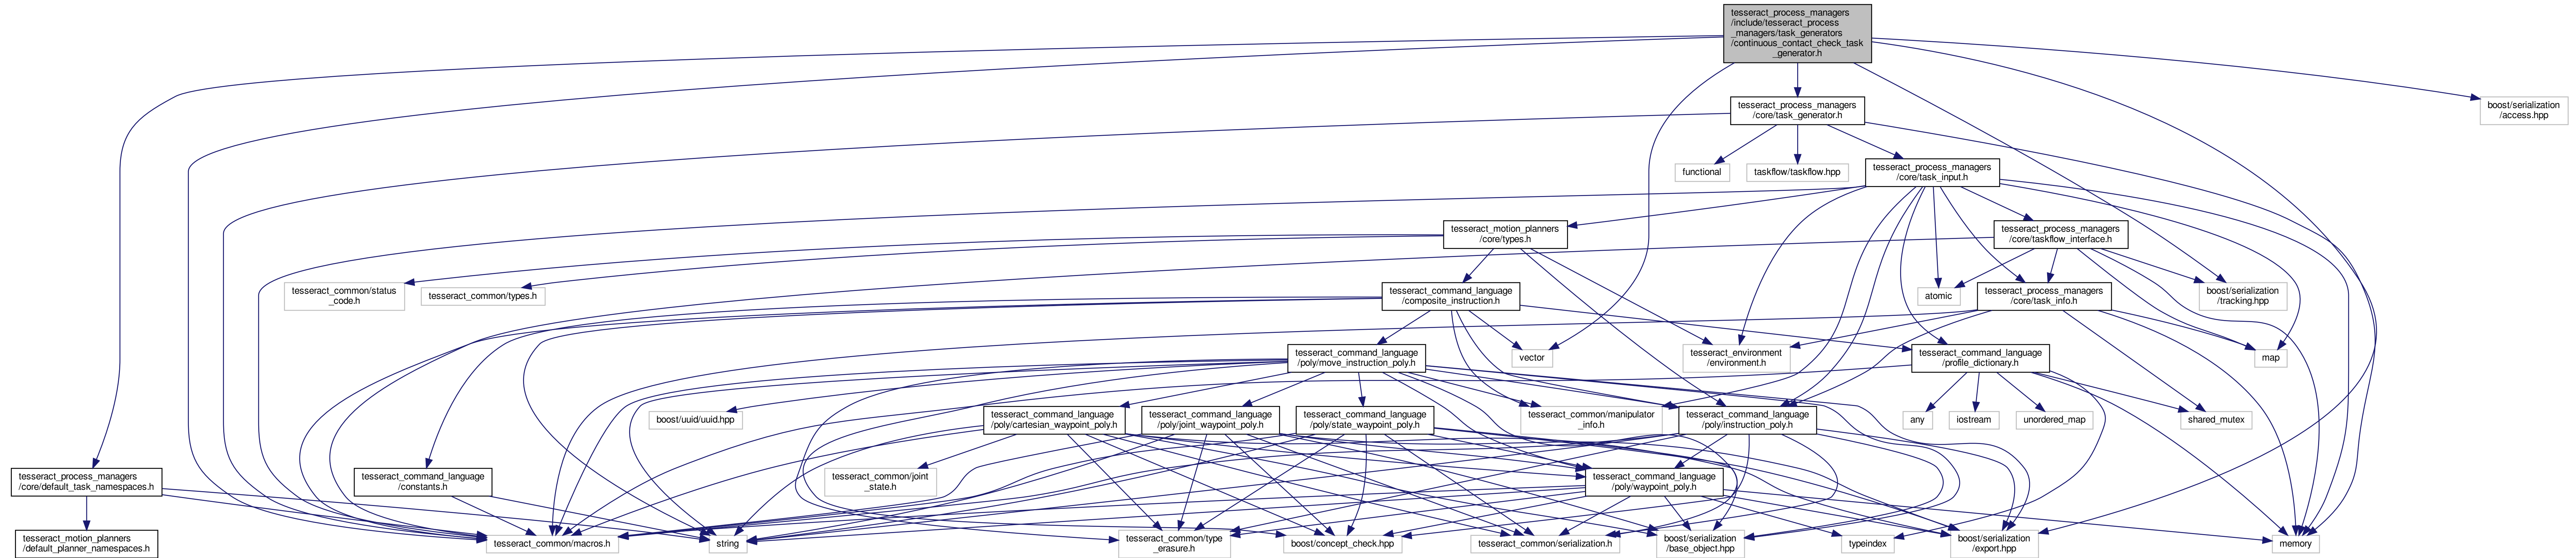 tesseract_process_managers
/include/tesseract_process
_managers/task_generators
/continuous_contact_check_task
_generator.h
tesseract_process_managers
/core/task_generator.h
boost/serialization
/access.hpp
functional
taskflow/taskflow.hpp
tesseract_process_managers
/core/task_input.h
tesseract_motion_planners
/core/types.h
tesseract_process_managers
/core/taskflow_interface.h
tesseract_common/status
_code.h
tesseract_common/types.h
tesseract_command_language
/composite_instruction.h
atomic
tesseract_process_managers
/core/task_info.h
boost/serialization
/tracking.hpp
tesseract_command_language
/poly/move_instruction_poly.h
vector
tesseract_environment
/environment.h
tesseract_command_language
/profile_dictionary.h
map
boost/uuid/uuid.hpp
tesseract_command_language
/poly/cartesian_waypoint_poly.h
tesseract_command_language
/poly/joint_waypoint_poly.h
tesseract_command_language
/poly/state_waypoint_poly.h
tesseract_common/manipulator
_info.h
tesseract_command_language
/poly/instruction_poly.h
any
iostream
unordered_map
shared_mutex
tesseract_process_managers
/core/default_task_namespaces.h
tesseract_command_language
/constants.h
tesseract_common/joint
_state.h
tesseract_command_language
/poly/waypoint_poly.h
tesseract_motion_planners
/default_planner_namespaces.h
tesseract_common/macros.h
string
tesseract_common/type
_erasure.h
boost/concept_check.hpp
tesseract_common/serialization.h
boost/serialization
/base_object.hpp
typeindex
boost/serialization
/export.hpp
memory